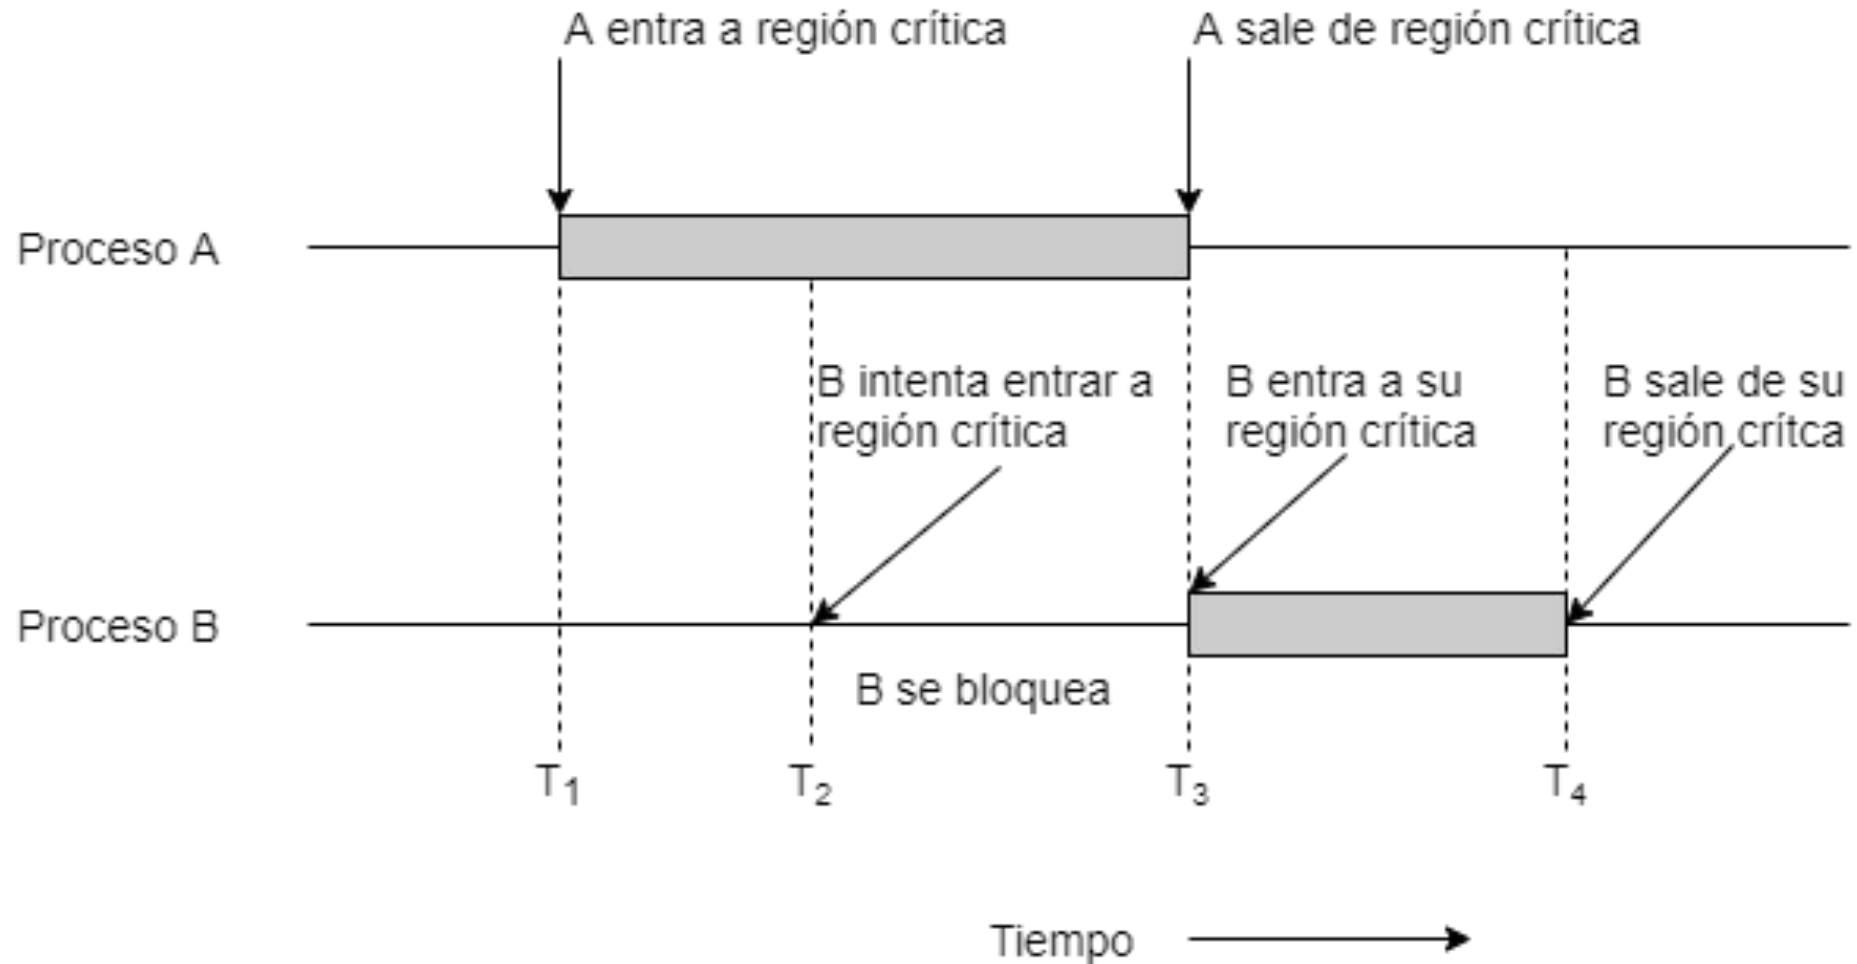 A entra a región crítica
A sale de región crítica
Proceso A
B intenta entrar a
región crítica
B entra a su
región crítica
B sale de su
región crítca
Proceso B
B se bloquea
T1
T2
T3
T4
Tiempo